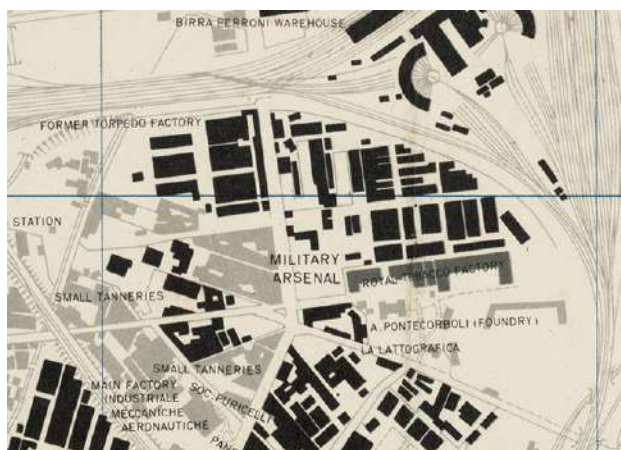 BIRRA PERRONI WAREHOUSE
FORMER TORPEDO FACTORY
STATION
MILITARY
ARSENAL
ROYAL TOBACCO FACTORY
SMALL TANNERIES
A. PONTECORBOLI (FOUNDRY)
LA LATTOGRAFICA
SMALL TANNERIES
MAIN FACTORY
INDUSTRIALE
MECCANICHE
AERONAUTICHE
SOC. PURICELLI